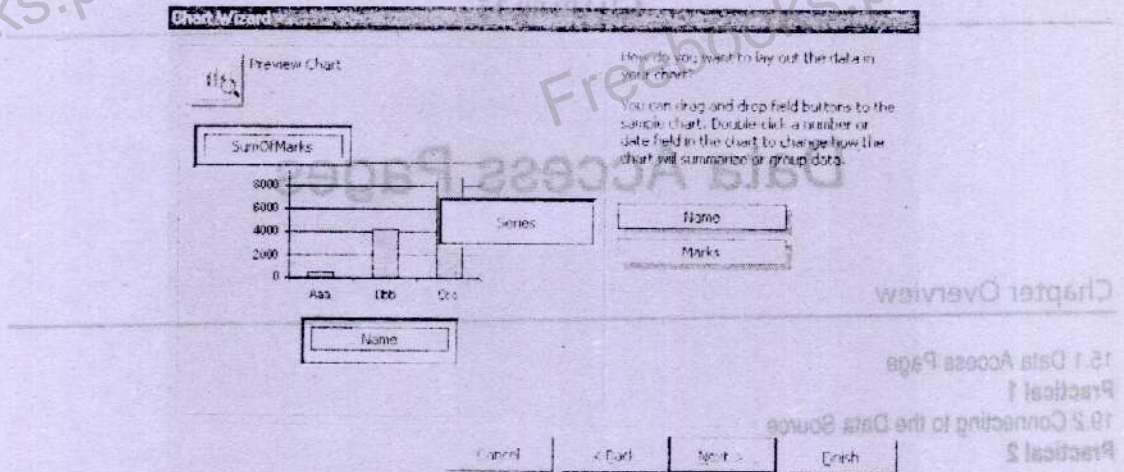 Chart Wizard
Preview Chart
How do you want to lay out the data in
your chart?
You can drag and drop field buttons to the
sample chart. Double-click a number or
date field in the chart to change how the
chart will summarize or group data.
SumOfMarks
8000
6000
4000
2000
0
Series
Name
Marks
Aaa
Bbb
Ccc
Name
Cancel
< Back
Next >
Finish
Data Access Pages
Chapter Overview
15.1 Data Access Page
Practical 1
19.2 Connecting to the Data Source
Practical 2